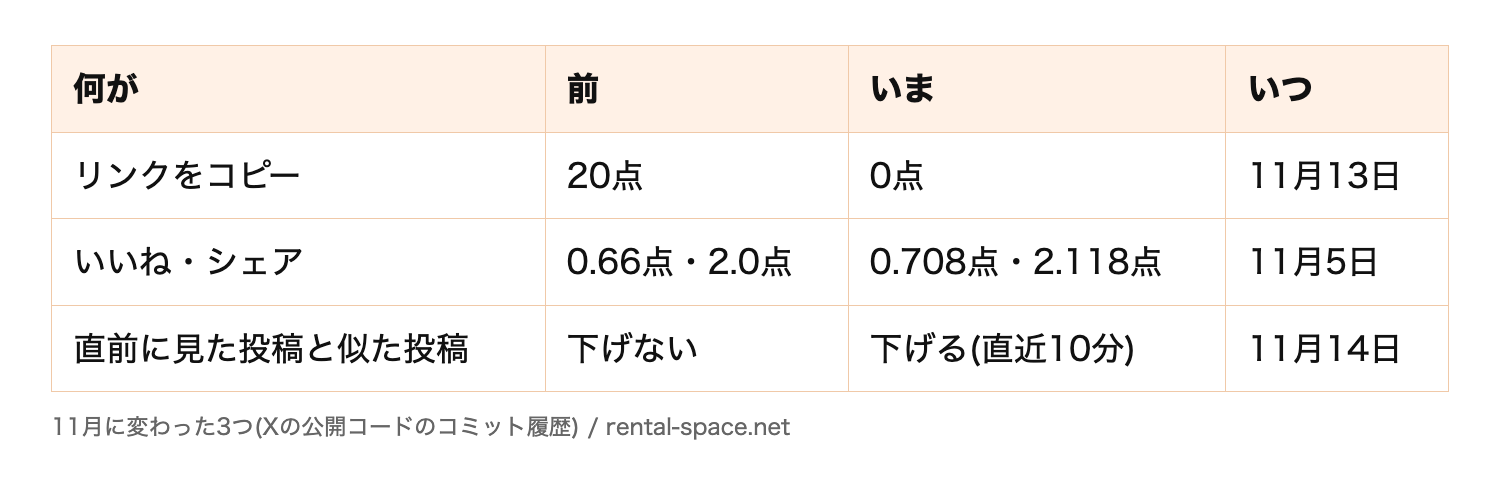 何が 前 いま いつ
リンクをコピー 20点 0点 11月13日
いいね・シェア 0.66点・2.0点 0.708点・2.118点 11月5日
直前に見た投稿と似た投稿 下げない 下げる(直近10分) 11月14日
11月に変わった3つ(Xの公開コードのコミット履歴) / rental-space.net